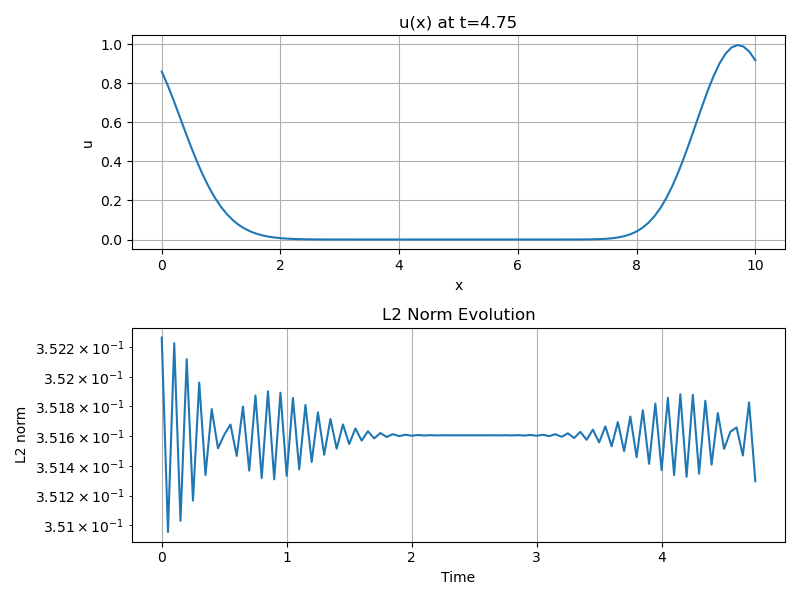 u(x) at t=4.75
1.0
0.8
0.6
0.4
0.2
0.0
u
0 2 4 6 8 10
x
L2 Norm Evolution
3.522 × 10⁻¹
3.52 × 10⁻¹
3.518 × 10⁻¹
3.516 × 10⁻¹
3.514 × 10⁻¹
3.512 × 10⁻¹
3.51 × 10⁻¹
L2 norm
0 1 2 3 4
Time